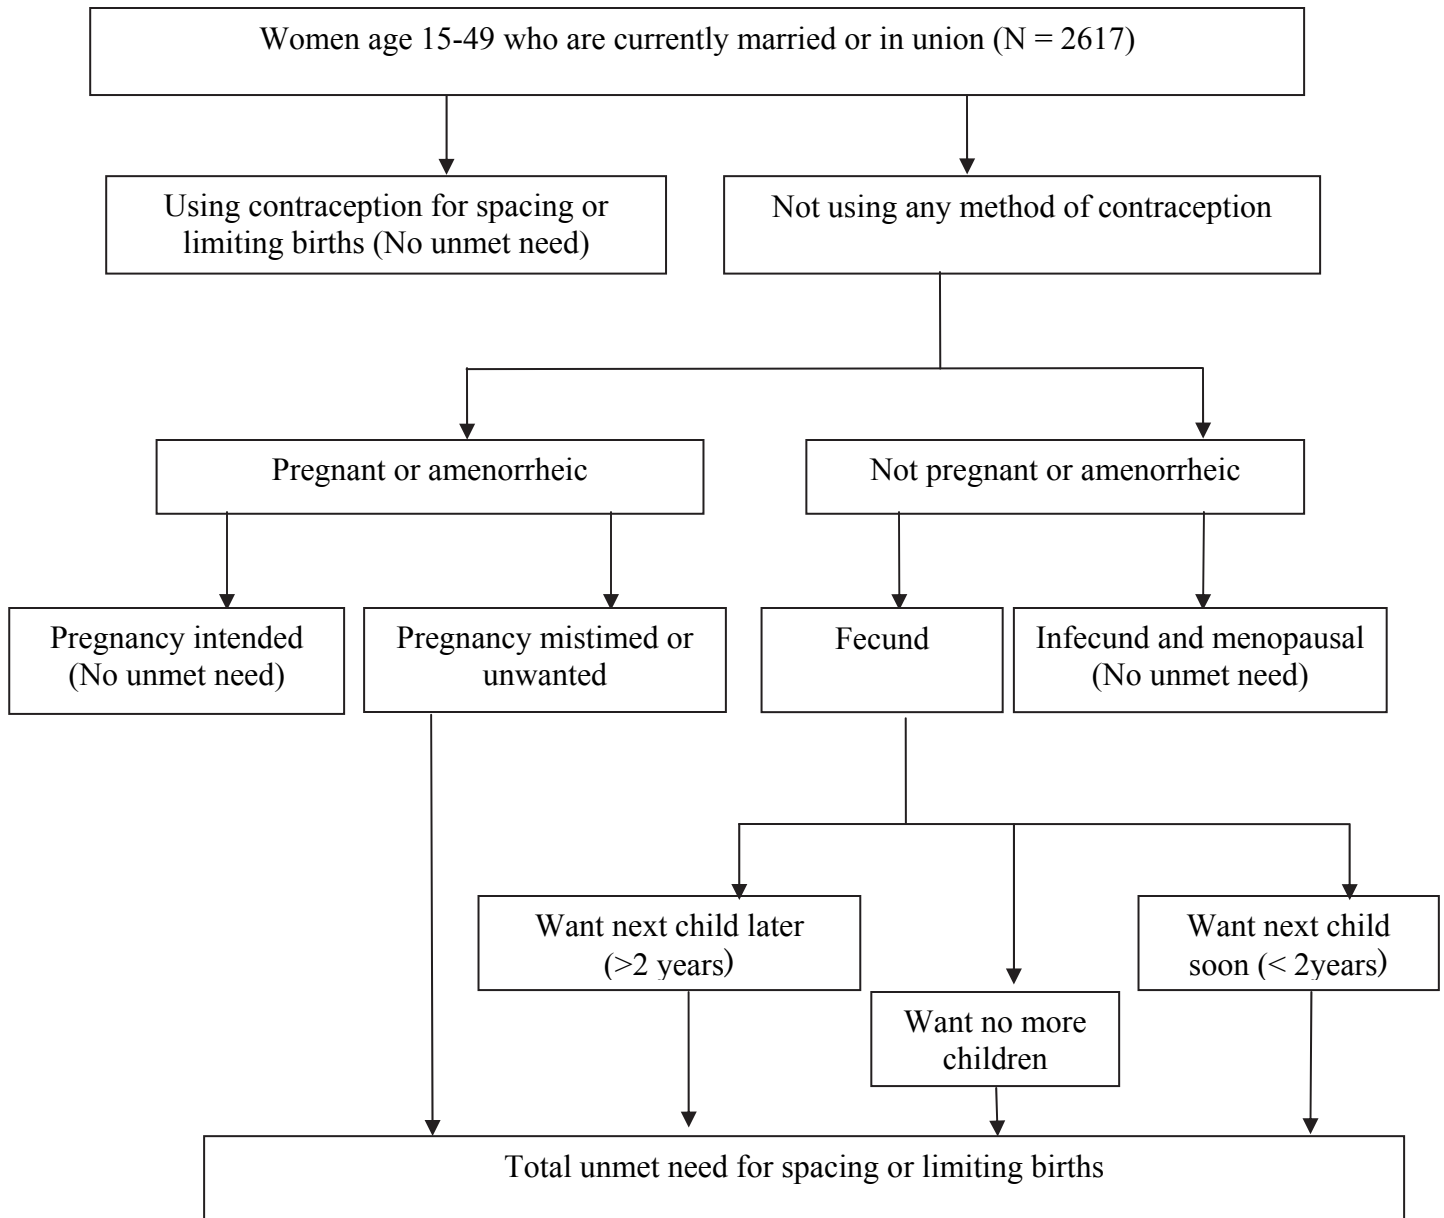 Women age 15-49 who are currently married or in union (N = 2617)
Using contraception for spacing or
limiting births (No unmet need)
Not using any method of contraception
Pregnant or amenorrheic
Not pregnant or amenorrheic
Pregnancy intended
(No unmet need)
Pregnancy mistimed or
unwanted
Fecund
Infecund and menopausal
(No unmet need)
Want next child later
(>2 years)
Want no more
children
Want next child
soon (< 2years)
Total unmet need for spacing or limiting births